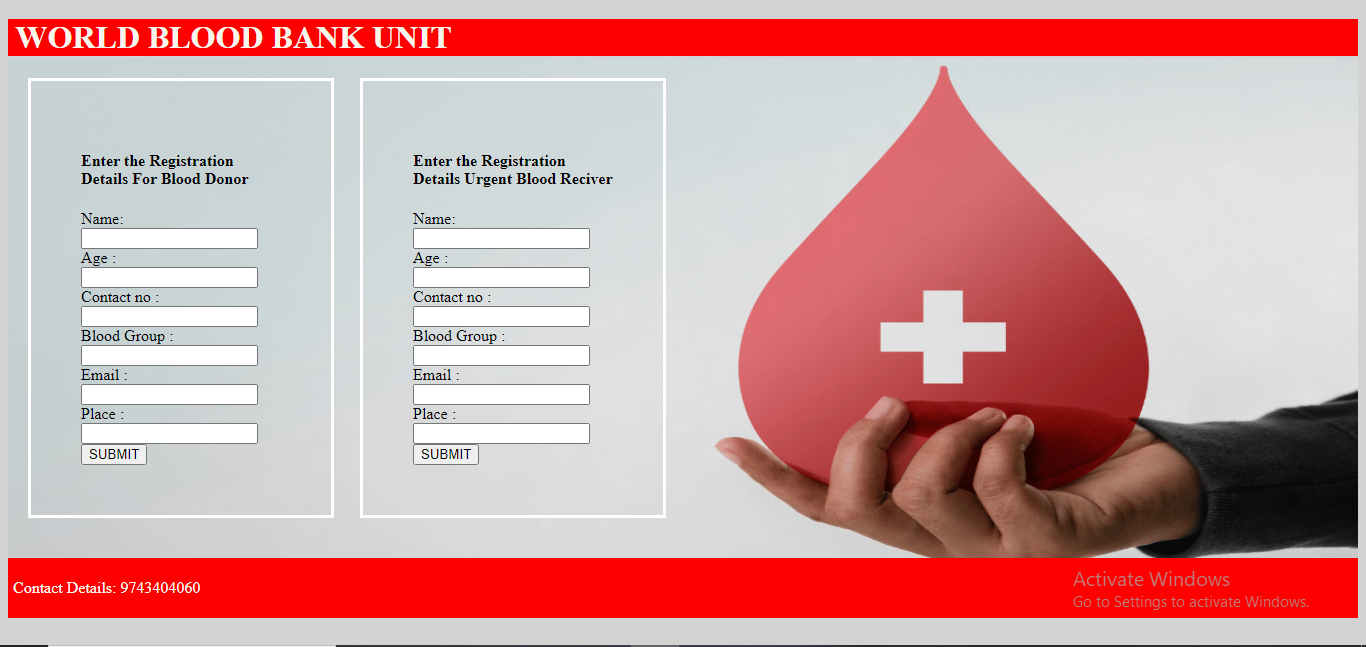 WORLD BLOOD BANK UNIT
Enter the Registration
Details For Blood Donor
Name:
Age :
Contact no :
Blood Group :
Email :
Place :
SUBMIT
Enter the Registration
Details Urgent Blood Reciver
Name:
Age :
Contact no :
Blood Group :
Email :
Place :
SUBMIT
Contact Details: 9743404060
Activate Windows
Go to Settings to activate Windows.